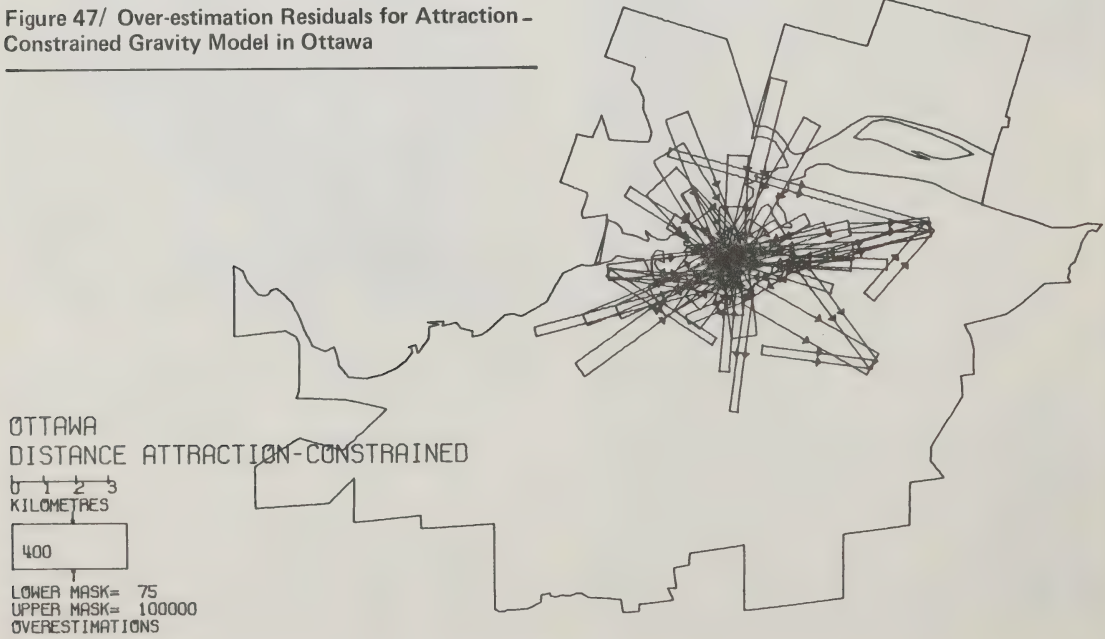 Figure 47/ Over-estimation Residuals for Attraction-
Constrained Gravity Model in Ottawa
OTTAWA
DISTANCE ATTRACTION-CONSTRAINED
0 1 2 3
KILOMETRES
400
LOWER MASK= 75
UPPER MASK= 100000
OVERESTIMATIONS